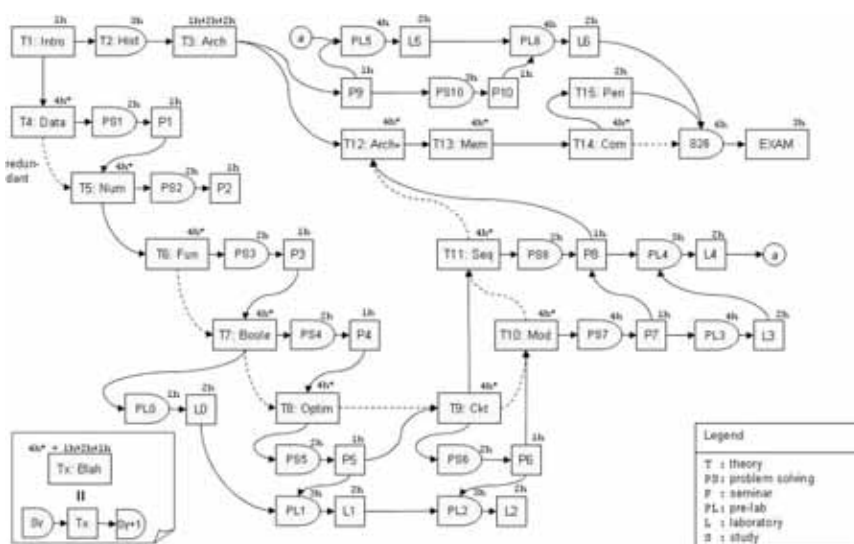 1h
T1: Intro
3h
T2: Hist
1h+2h+2h
T3: Arch
a
4h
PL5
2h
L5
4h
PL6
2h
L6
1h
P9
3h
PS10
1h
P10
2h
T15: Peri
4h*
T4: Data
2h
PS1
1h
P1
4h*
T12: Arch+
4h*
T13: Mem
4h*
T14: Com
4h
S26
3h
EXAM
redun-
dant
4h*
T5: Num
2h
PS2
1h
P2
4h*
T6: Fun
2h
PS3
1h
P3
4h*
T11: Seq
2h
PS8
1h
P8
3h
PL4
2h
L4
a
4h*
T7: Boole
2h
PS4
1h
P4
4h*
T10: Mod
4h
PS7
1h
P7
4h
PL3
2h
L3
PL0
1h
2h
L0
4h*
T8: Optim
4h*
T9: Ckt
2h
PS5
1h
P5
2h
PS6
1h
P6
3h
PL1
2h
L1
3h
PL2
2h
L2
4h* = 1h+2h+1h
Tx: Blah
Sy
Tx
Sy+1
Legend
T : theory
PS: problem solving
P : seminar
PL: pre-lab
L : laboratory
S : study